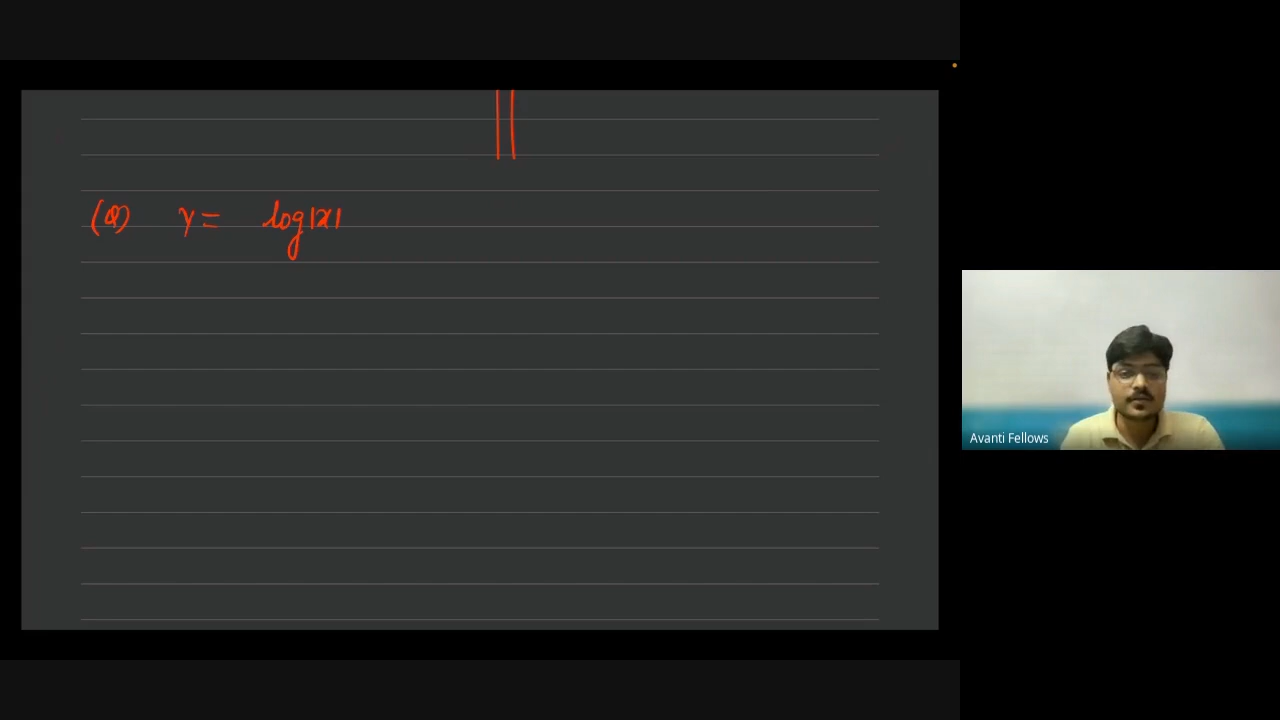 (Q) y = log|x|
Avanti Fellows